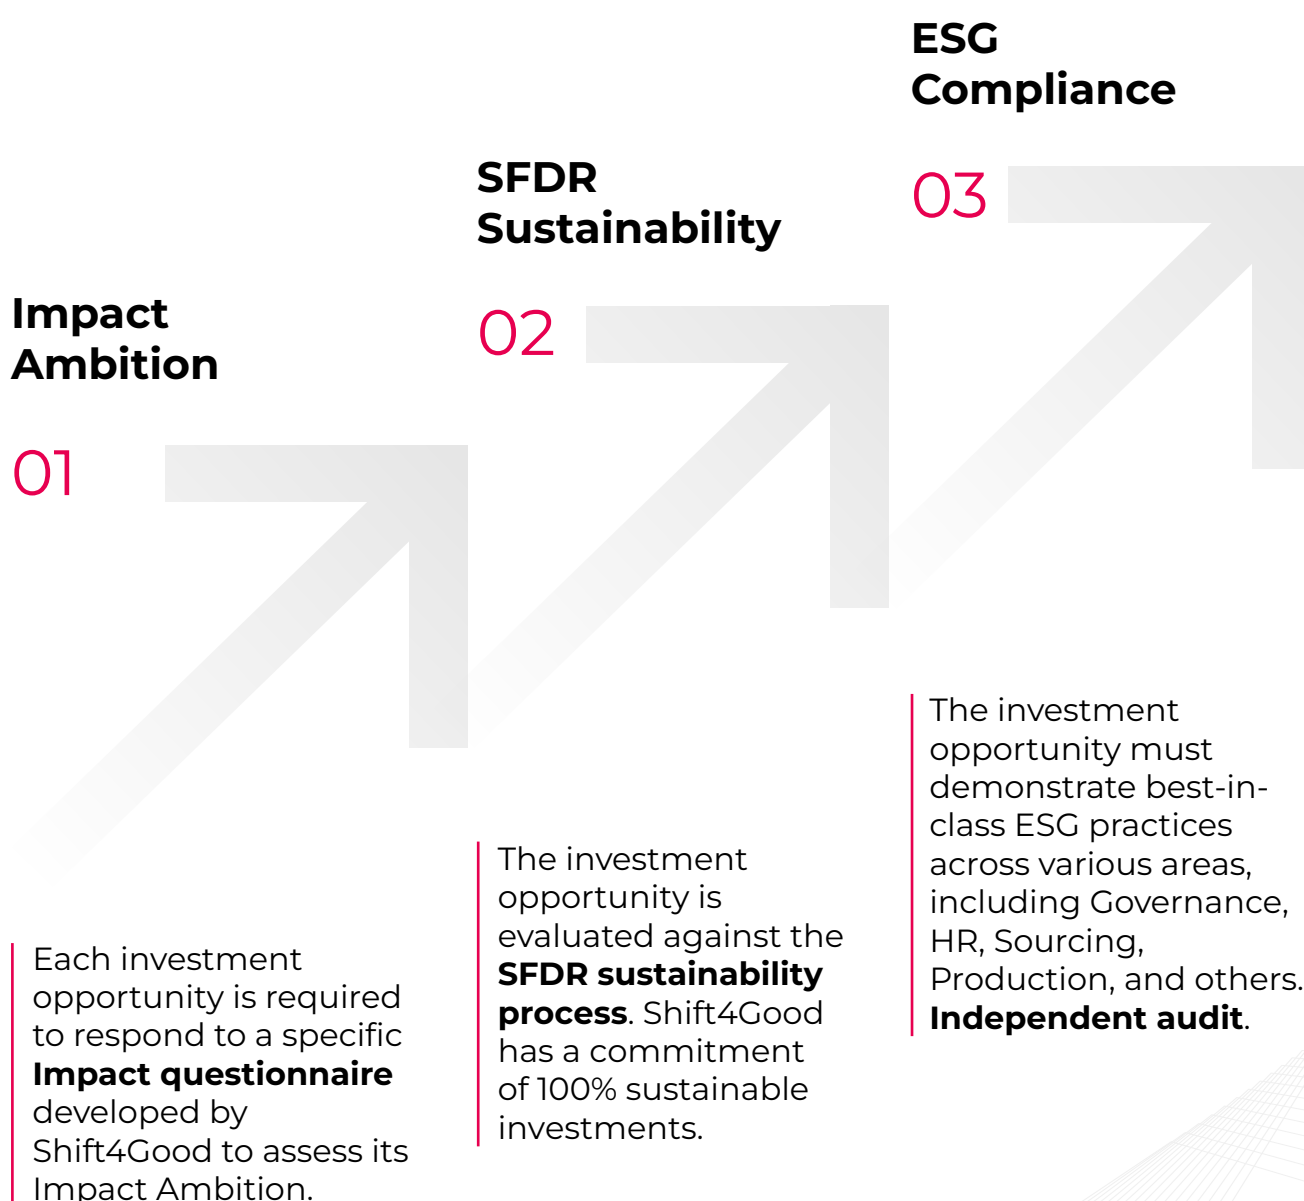 Impact
Ambition
01
Each investment
opportunity is required
to respond to a specific
Impact questionnaire
developed by
Shift4Good to assess its
Impact Ambition.
SFDR
Sustainability
02
The investment
opportunity is
evaluated against the
SFDR sustainability
process. Shift4Good
has a commitment
of 100% sustainable
investments.
ESG
Compliance
03
The investment
opportunity must
demonstrate best-in-
class ESG practices
across various areas,
including Governance,
HR, Sourcing,
Production, and others.
Independent audit.